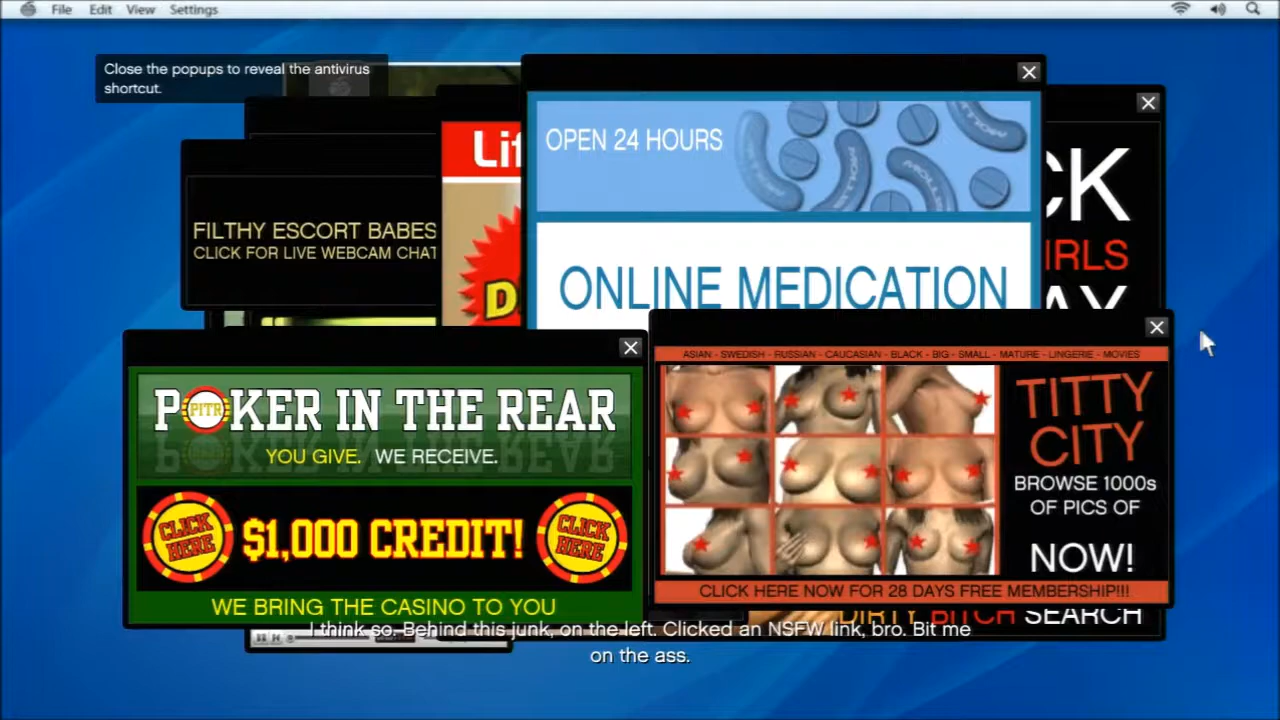 File Edit View Settings
Close the popups to reveal the antivirus
shortcut.
OPEN 24 HOURS
ONLINE MEDICATION
FILTHY ESCORT BABES
CLICK FOR LIVE WEBCAM CHAT
Lif
D
CK
IRLS
AY
POKER IN THE REAR
PITR
YOU GIVE. WE RECEIVE.
CLICK HERE
$1,000 CREDIT!
CLICK HERE
WE BRING THE CASINO TO YOU
ASIAN - SWEDISH - RUSSIAN - CAUCASIAN - BLACK - BIG - SMALL - MATURE - LINGERIE - MOVIES
TITTY
CITY
BROWSE 1000s
OF PICS OF
NOW!
CLICK HERE NOW FOR 28 DAYS FREE MEMBERSHIP!!!
DIRTY BITCH SEARCH
I think so. Behind this junk, on the left. Clicked an NSFW link, bro. Bit me
on the ass.